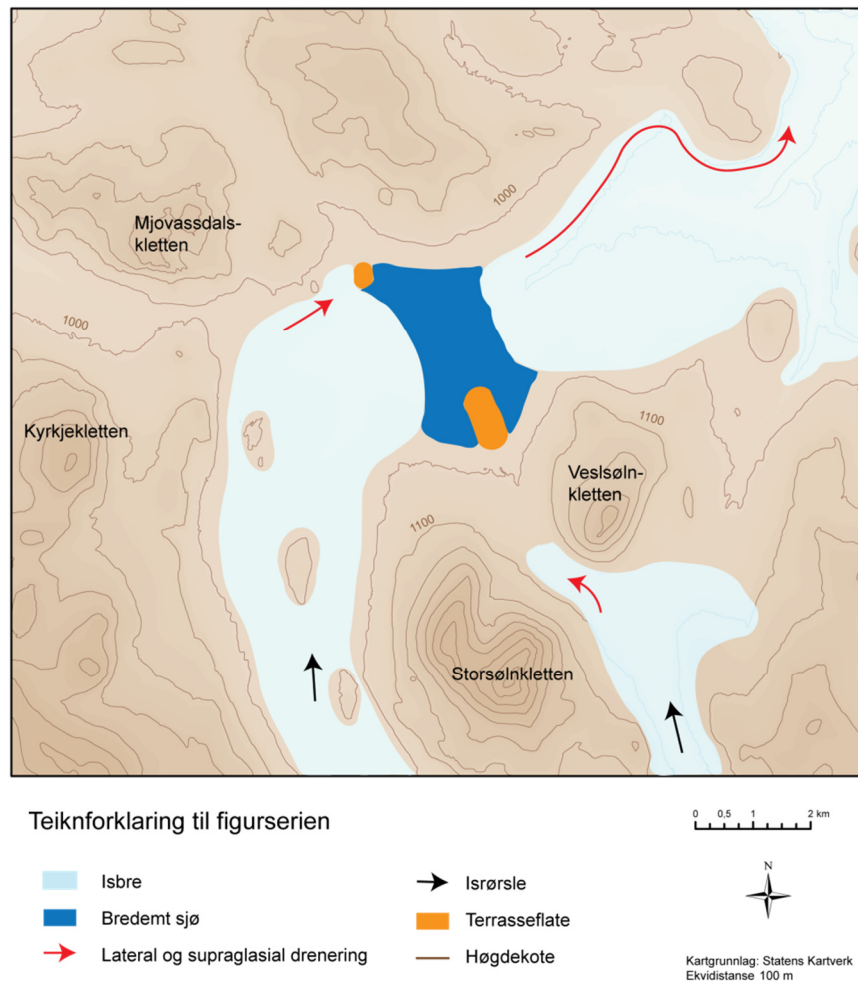 1000
Mjovassdals-
kletten
1000
Kyrkjekletten
1100
Veslsøln-
kletten
1100
Storsølnkletten
Teiknforklaring til figurserien
0 0,5 1 2 km
Isbre
Isrørsle
N
Bredemt sjø
Terrasseflate
Lateral og supraglasial drenering
Høgdekote
Kartgrunnlag: Statens Kartverk
Ekvidistanse 100 m